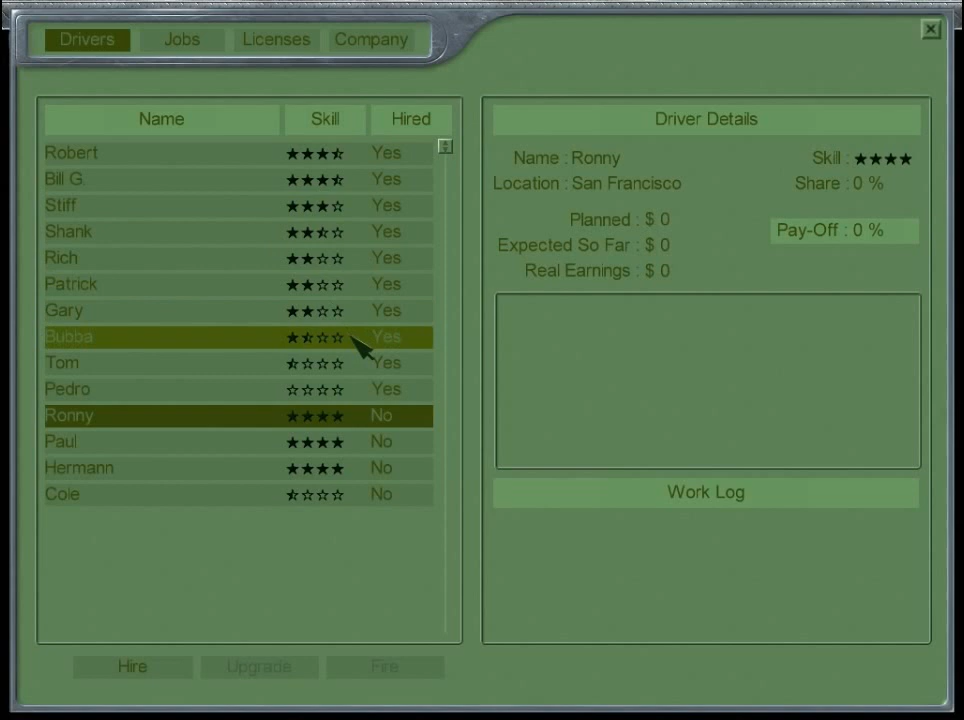 Drivers Jobs Licenses Company
Name Skill Hired
Robert Yes
Bill G. Yes
Stiff Yes
Shank Yes
Rich Yes
Patrick Yes
Gary Yes
Bubba Yes
Tom Yes
Pedro Yes
Ronny No
Paul No
Hermann No
Cole No
Hire Upgrade Fire
Driver Details
Name : Ronny Skill : ★★★★
Location : San Francisco Share : 0 %
Planned : $ 0
Pay-Off : 0 %
Expected So Far : $ 0
Real Earnings : $ 0
Work Log